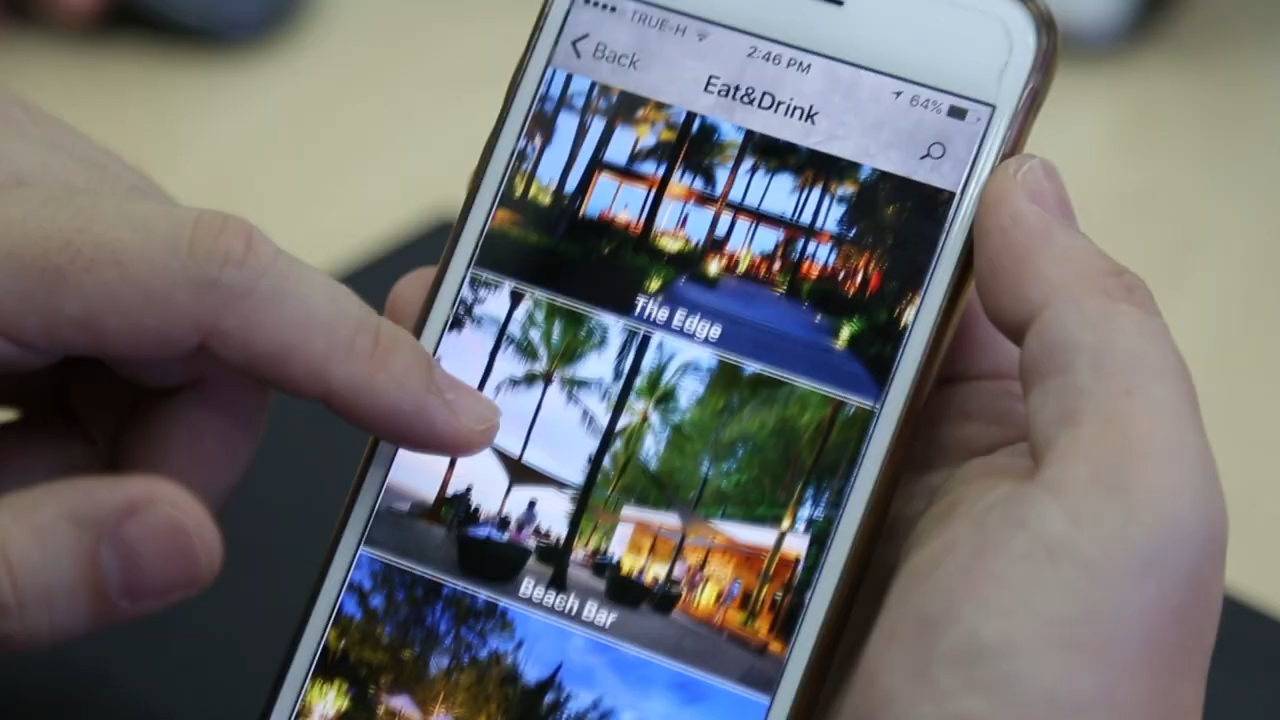 TRUE-H
2:46 PM
64%
Back
Eat&Drink
The Edge
Beach Bar